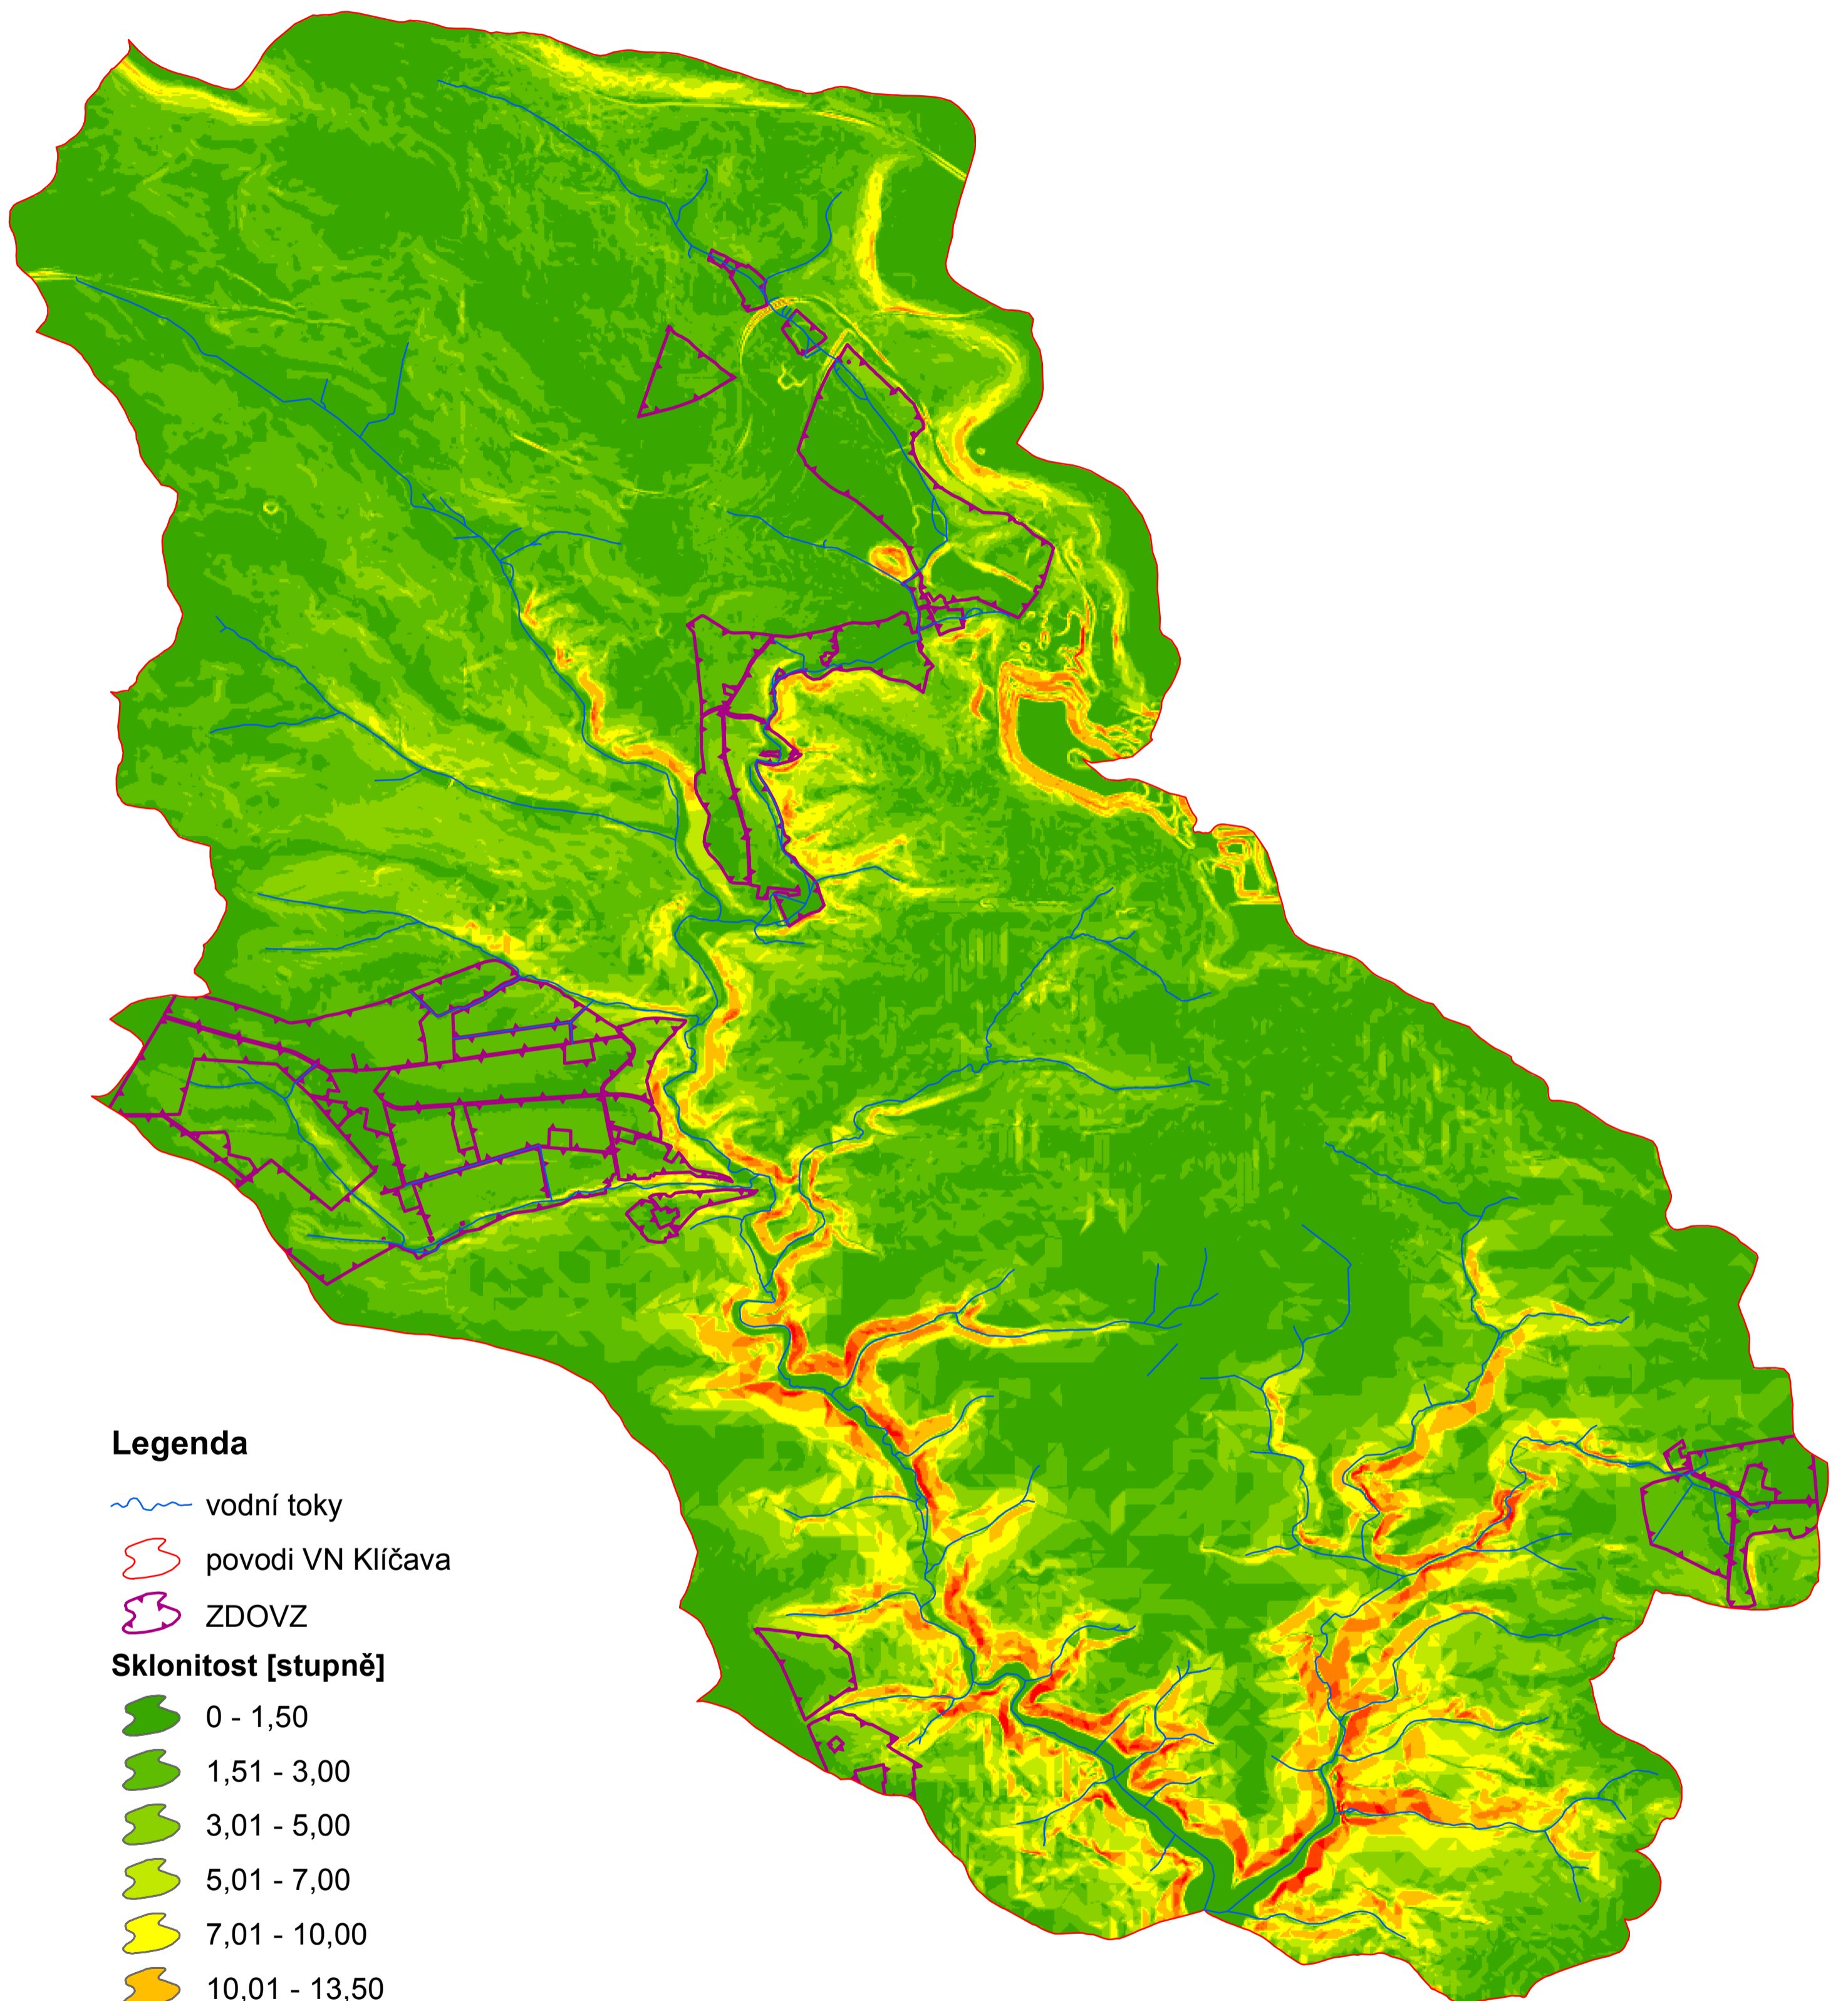 Legenda
vodní toky
povodi VN Klíčava
ZDOVZ
Sklonitost [stupně]
0 - 1,50
1,51 - 3,00
3,01 - 5,00
5,01 - 7,00
7,01 - 10,00
10,01 - 13,50